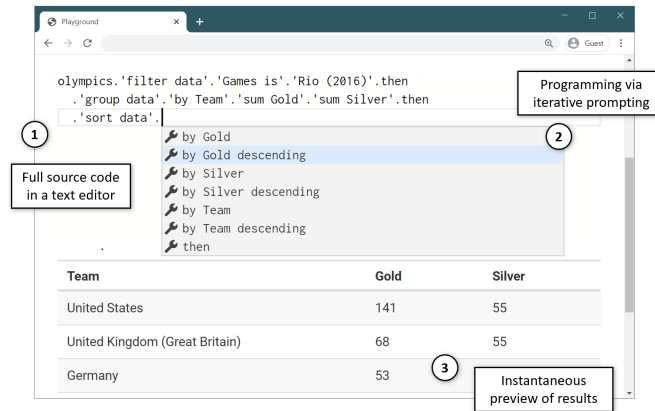 Playground
Guest
olympics.'filter data'.'Games is'.'Rio (2016)'.then
.'group data'.'by Team'.'sum Gold'.'sum Silver'.then
.'sort data'.
Programming via
iterative prompting
1
2
by Gold
by Gold descending
by Silver
by Silver descending
by Team
by Team descending
then
Full source code
in a text editor
.
Team Gold Silver
United States 141 55
United Kingdom (Great Britain) 68 55
Germany 53
3
Instantaneous
preview of results